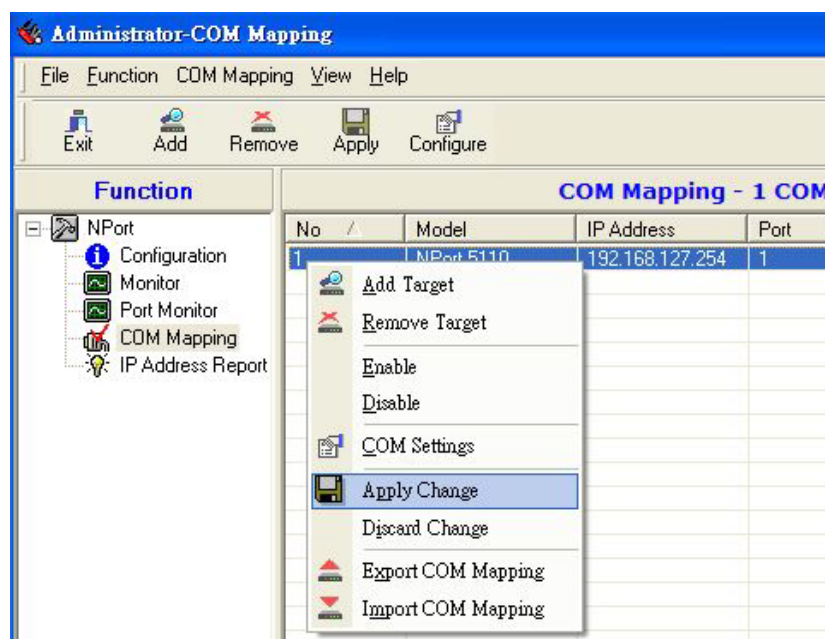 Administrator-COM Mapping
File Function COM Mapping View Help
Exit Add Remove Apply Configure
Function
COM Mapping - 1 COM
NPort
Configuration
Monitor
Port Monitor
COM Mapping
IP Address Report
No Model IP Address Port
1 NPort 5110 192.168.127.254 1
Add Target
Remove Target
Enable
Disable
COM Settings
Apply Change
Discard Change
Export COM Mapping
Import COM Mapping